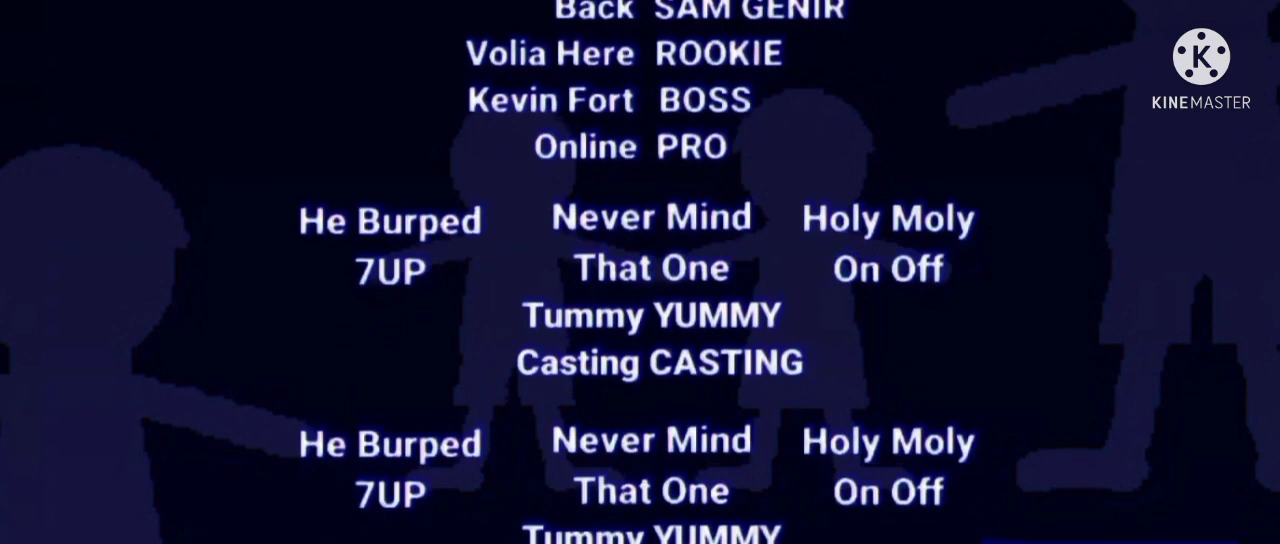 Back SAM GENIR
Volia Here ROOKIE
Kevin Fort BOSS
Online PRO
He Burped Never Mind Holy Moly
7UP That One On Off
Tummy YUMMY
Casting CASTING
He Burped Never Mind Holy Moly
7UP That One On Off
Tummy YUMMY
K
KINEMASTER